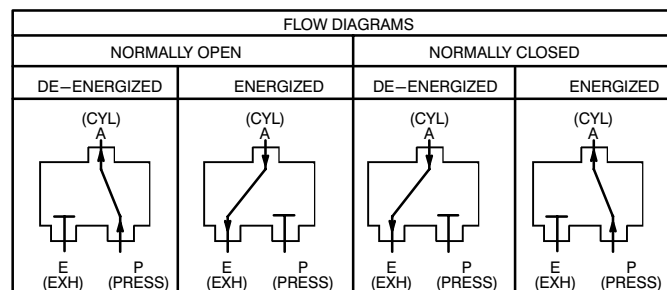 FLOW DIAGRAMS
NORMALLY OPEN NORMALLY CLOSED
DE–ENERGIZED ENERGIZED DE–ENERGIZED ENERGIZED
(CYL) (CYL) (CYL) (CYL)
A A A A
E P E P E P E P
(EXH) (PRESS) (EXH) (PRESS) (EXH) (PRESS) (EXH) (PRESS)